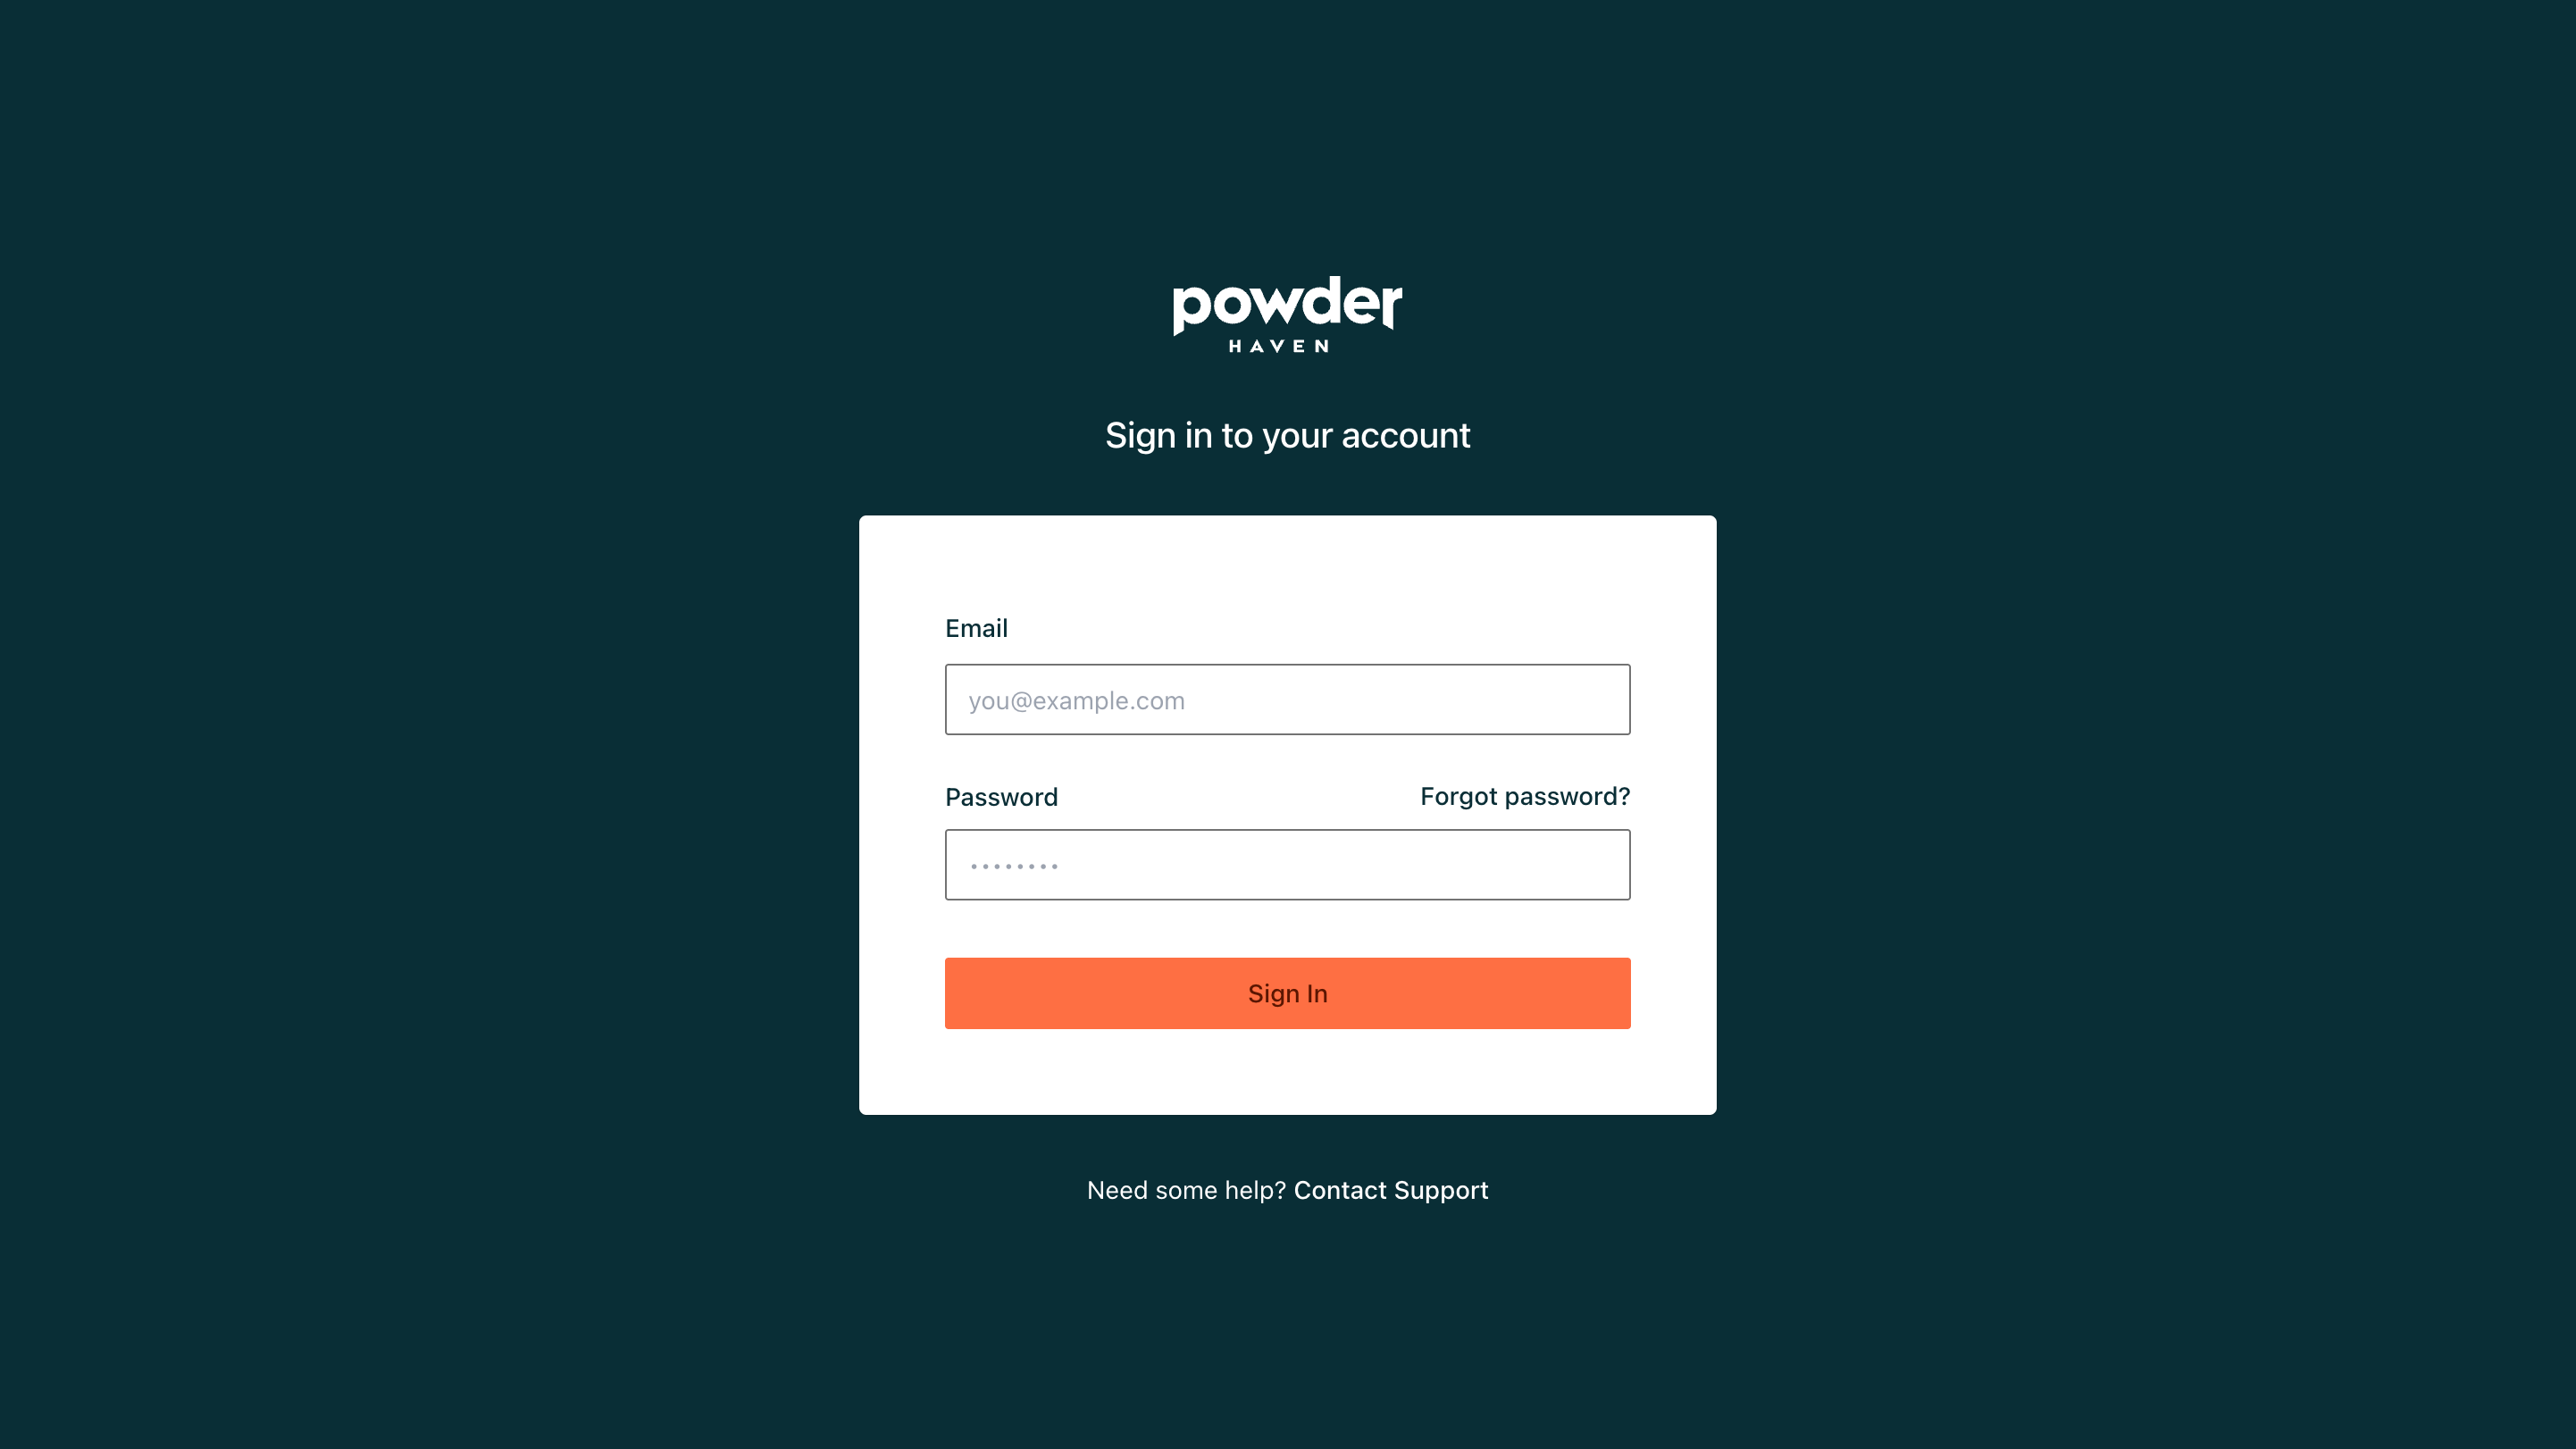 powder
HAVEN
Sign in to your account
Email
you@example.com
Password
Forgot password?
••••••••
Sign In
Need some help? Contact Support